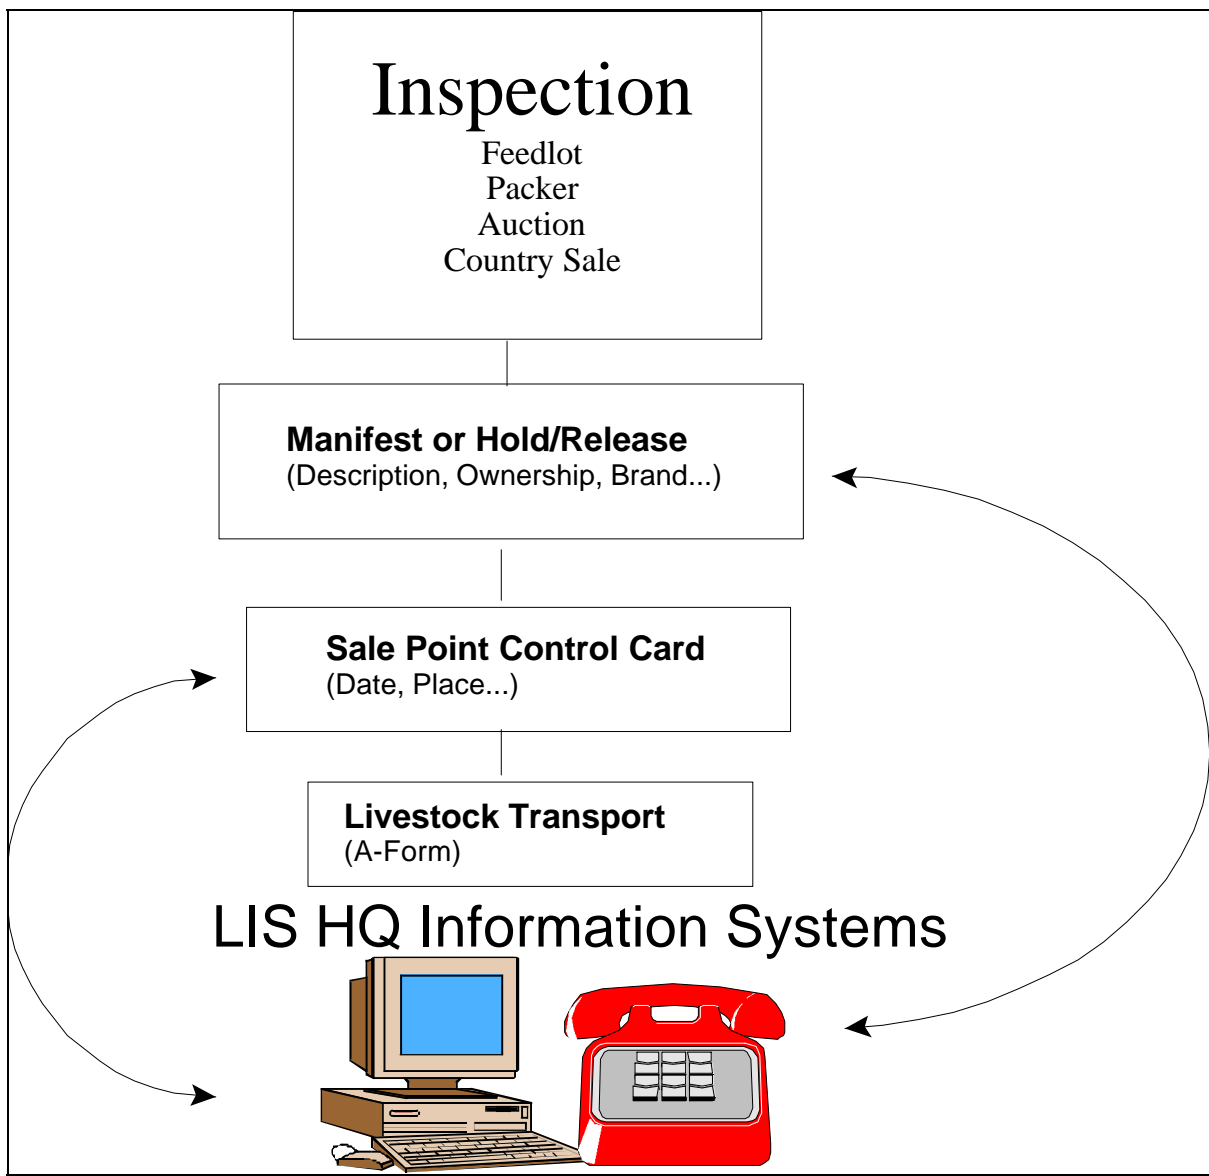 Inspection
Feedlot
Packer
Auction
Country Sale
Manifest or Hold/Release
(Description, Ownership, Brand...)
Sale Point Control Card
(Date, Place...)
Livestock Transport
(A-Form)
LIS HQ Information Systems